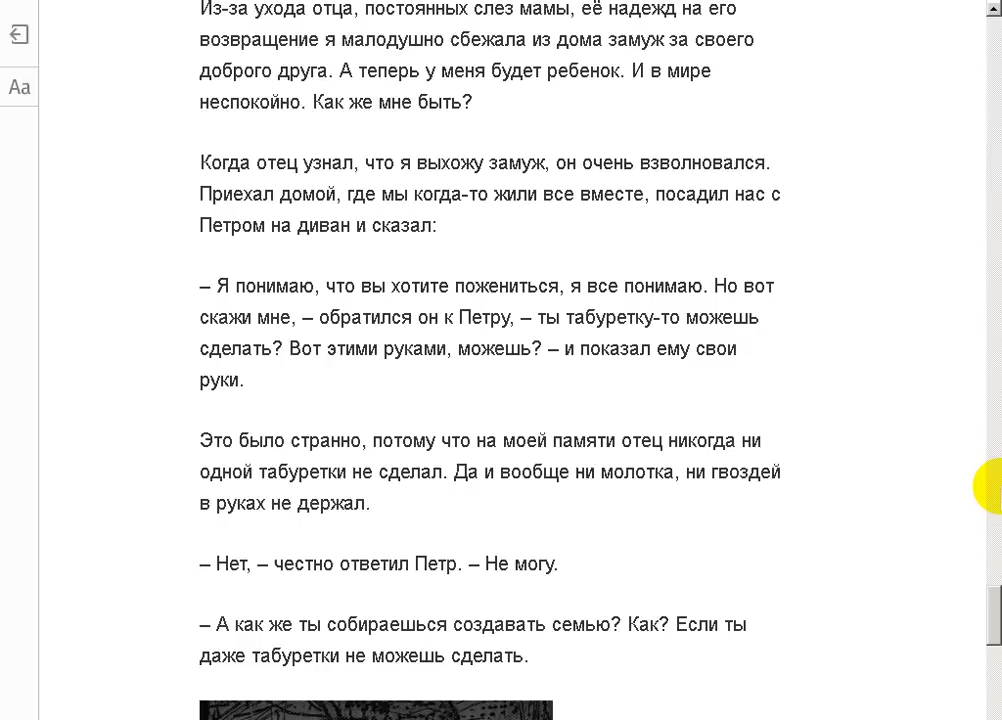 Из-за ухода отца, постоянных слез мамы, её надежд на его
возвращение я малодушно сбежала из дома замуж за своего
доброго друга. А теперь у меня будет ребенок. И в мире
неспокойно. Как же мне быть?
Когда отец узнал, что я выхожу замуж, он очень взволновался.
Приехал домой, где мы когда-то жили все вместе, посадил нас с
Петром на диван и сказал:
– Я понимаю, что вы хотите пожениться, я все понимаю. Но вот
скажи мне, – обратился он к Петру, – ты табуретку-то можешь
сделать? Вот этими руками, можешь? – и показал ему свои
руки.
Это было странно, потому что на моей памяти отец никогда ни
одной табуретки не сделал. Да и вообще ни молотка, ни гвоздей
в руках не держал.
– Нет, – честно ответил Петр. – Не могу.
– А как же ты собираешься создавать семью? Как? Если ты
даже табуретки не можешь сделать.
Aa